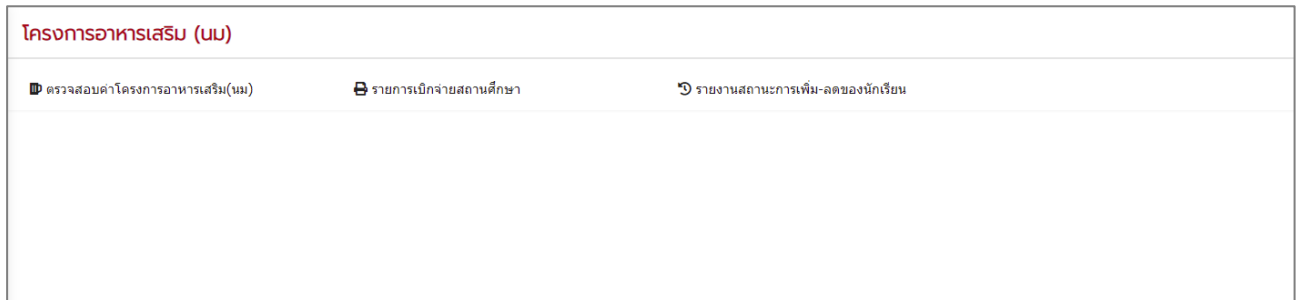 โครงการอาหารเสริม (นม)
ตรวจสอบค่าโครงการอาหารเสริม(นม) รายการเบิกจ่ายสถานศึกษา รายงานสถานะการเพิ่ม-ลดของนักเรียน